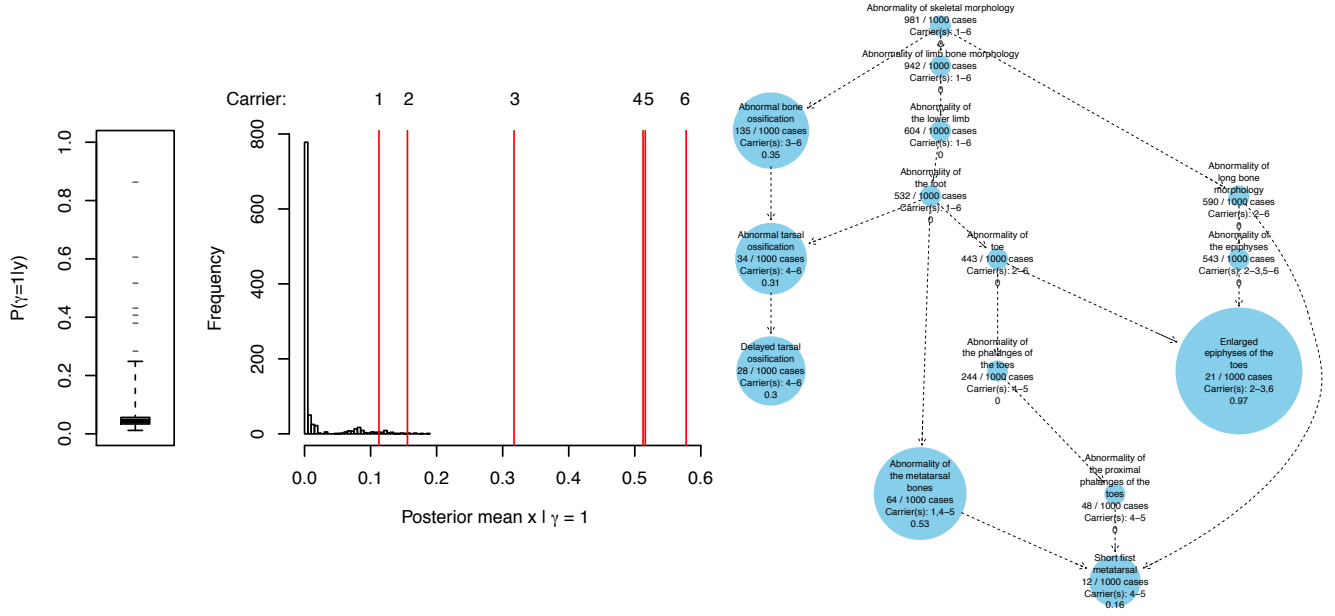 P(γ=1|y)
0.0
0.2
0.4
0.6
0.8
1.0
Carrier:
1
2
3
4
5
6
Frequency
0
200
400
600
800
0.0
0.1
0.2
0.3
0.4
0.5
0.6
Posterior mean x | γ = 1
Abnormality of skeletal morphology
981 / 1000 cases
Carrier(s): 1−6
0
Abnormality of limb bone morphology
942 / 1000 cases
Carrier(s): 1−6
0
Abnormal bone
ossification
135 / 1000 cases
Carrier(s): 3−6
0.35
Abnormality of
the lower limb
604 / 1000 cases
Carrier(s): 1−6
0
Abnormality of
the foot
532 / 1000 cases
Carrier(s): 1−6
0
Abnormality of
long bone
morphology
590 / 1000 cases
Carrier(s): 2−6
0
Abnormal tarsal
ossification
34 / 1000 cases
Carrier(s): 4−6
0.31
Abnormality of
toe
443 / 1000 cases
Carrier(s): 2−6
0
Abnormality of
the epiphyses
543 / 1000 cases
Carrier(s): 2−3,5−6
0
Delayed tarsal
ossification
28 / 1000 cases
Carrier(s): 4−6
0.3
Abnormality of
the phalanges of
the toes
244 / 1000 cases
Carrier(s): 4−5
0
Enlarged
epiphyses of the
toes
21 / 1000 cases
Carrier(s): 2−3,6
0.97
Abnormality of
the metatarsal
bones
64 / 1000 cases
Carrier(s): 1,4−5
0.53
Abnormality of
the proximal
phalanges of the
toes
48 / 1000 cases
Carrier(s): 4−5
0
Short first
metatarsal
12 / 1000 cases
Carrier(s): 4−5
0.16